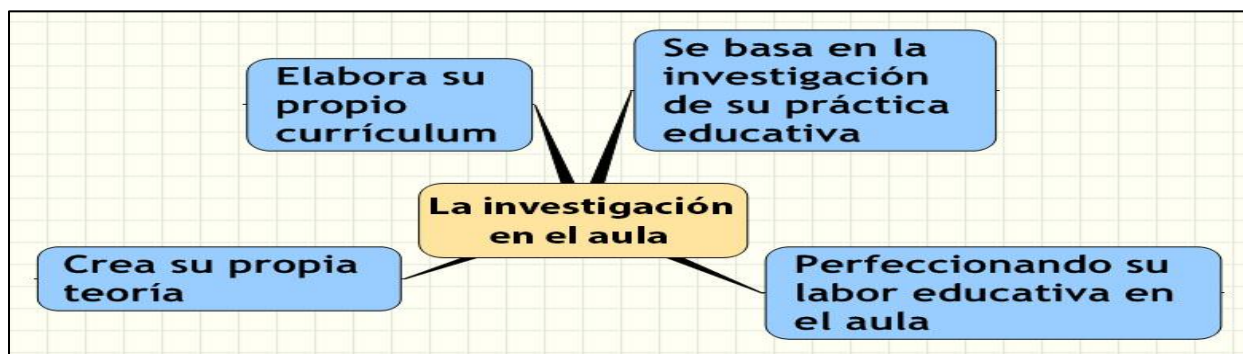 Elabora su
propio
currículum
Se basa en la
investigación
de su práctica
educativa
La investigación
en el aula
Crea su propia
teoría
Perfeccionando su
labor educativa en
el aula